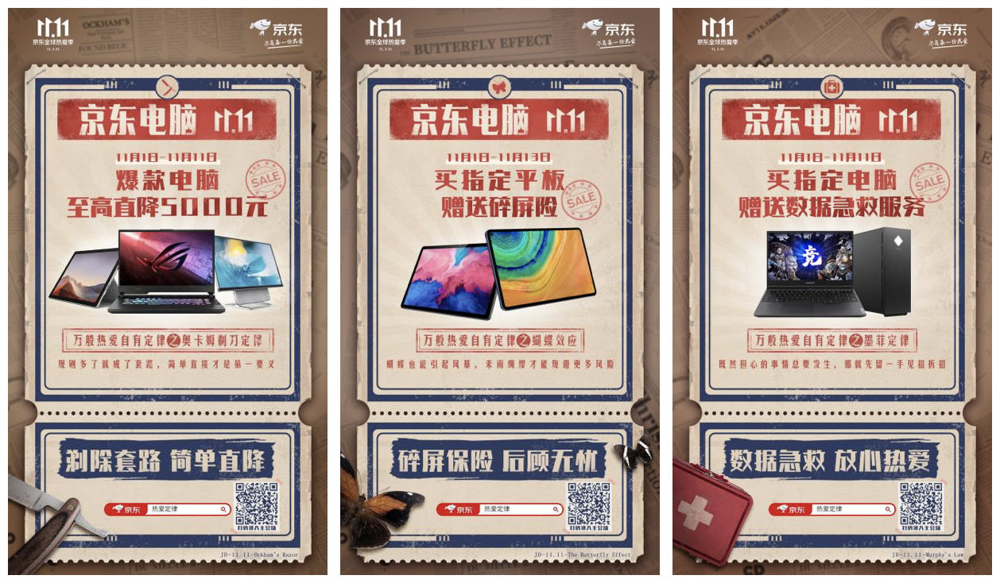 11.11
京东全球热爱季
11.1-11
京东
不负每一份热爱
OCKHAM'S
FOUND RELIC
京东电脑 11.11
11月1日-11月11日
爆款电脑
至高直降5000元
SALE
万般热爱自有定律之奥卡姆剃刀定律
规则多了就成了套路，简单直接才是第一要义
剃除套路 简单直降
京东
热爱定律
扫码进入主会场
JD-11.11-Ockham's Razor
11.11
京东全球热爱季
11.1-11
京东
不负每一份热爱
THE BUTTERFLY EFFECT
京东电脑 11.11
11月1日-11月13日
买指定平板
赠送碎屏险
SALE
万般热爱自有定律之蝴蝶效应
蝴蝶也能引起风暴，未雨绸缪才能规避更多风险
碎屏保险 后顾无忧
京东
热爱定律
扫码进入主会场
JD-11.11-The Butterfly Effect
11.11
京东全球热爱季
11.1-11
京东
不负每一份热爱
京东电脑 11.11
11月1日-11月11日
买指定电脑
赠送数据急救服务
SALE
竞
万般热爱自有定律之墨菲定律
既然担心的事情总要发生，那就先留一手见招拆招
数据急救 放心热爱
京东
热爱定律
扫码进入主会场
JD-11.11-Murphy's Law